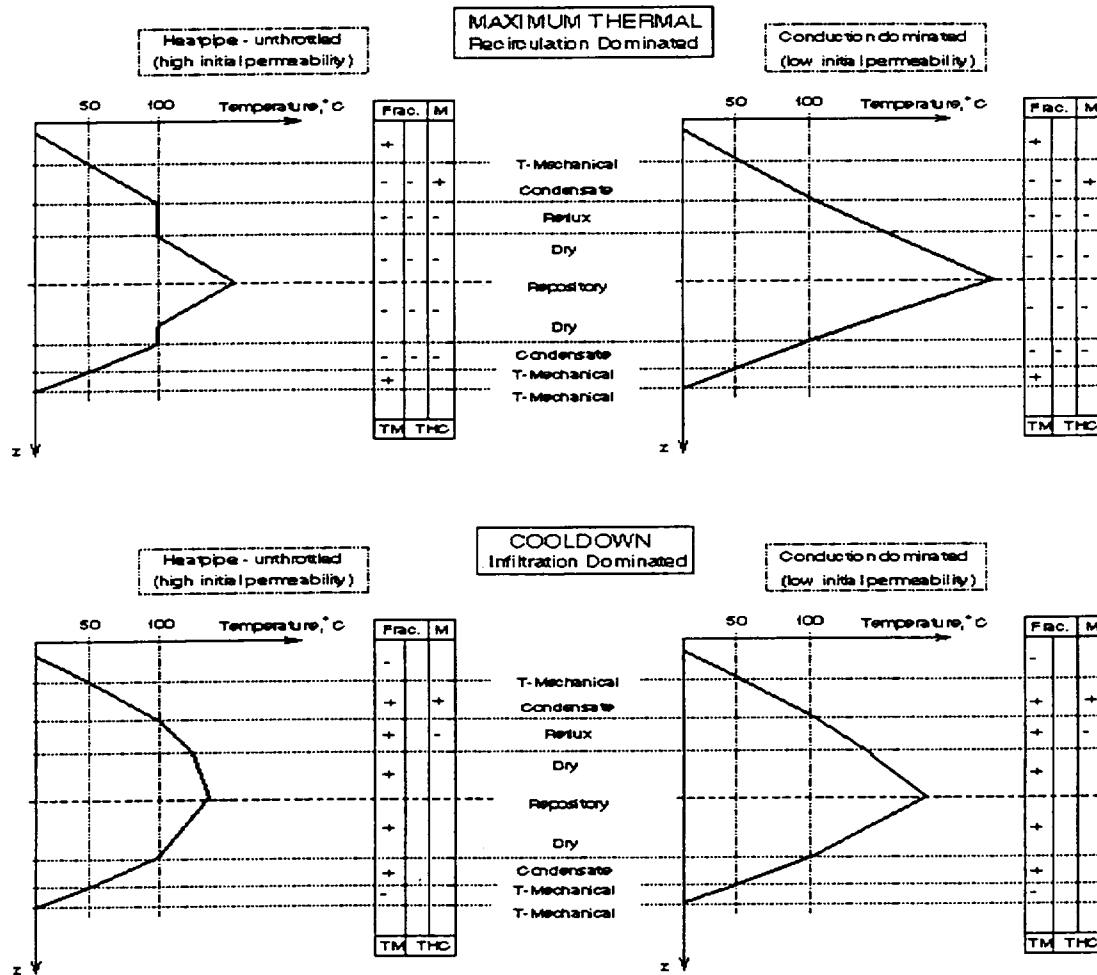 MAXIMUM THERMAL
Recirculation Dominated
Heatpipe - unthrottled
(high initial permeability)
Conduction dominated
(low initial permeability)
50 100 Temperature, °C
Frac. M
50 100 Temperature, °C
Frac. M
+ +
T-Mechanical
- - + - - +
Condensate
- - - - - -
Reflux
Dry
- - - - - -
Repository
- - - - - -
Dry
- - - - - -
Condensate
T-Mechanical
+ +
T-Mechanical
TM THC TM THC
z z
COOLDOWN
Infiltration Dominated
Heatpipe - unthrottled
(high initial permeability)
Conduction dominated
(low initial permeability)
50 100 Temperature, °C
Frac. M
50 100 Temperature, °C
Frac. M
- -
T-Mechanical
+ + + +
Condensate
+ - + -
Reflux
Dry
+ +
Repository
+ +
Dry
+ +
Condensate
- -
T-Mechanical
T-Mechanical
TM THC TM THC
z z